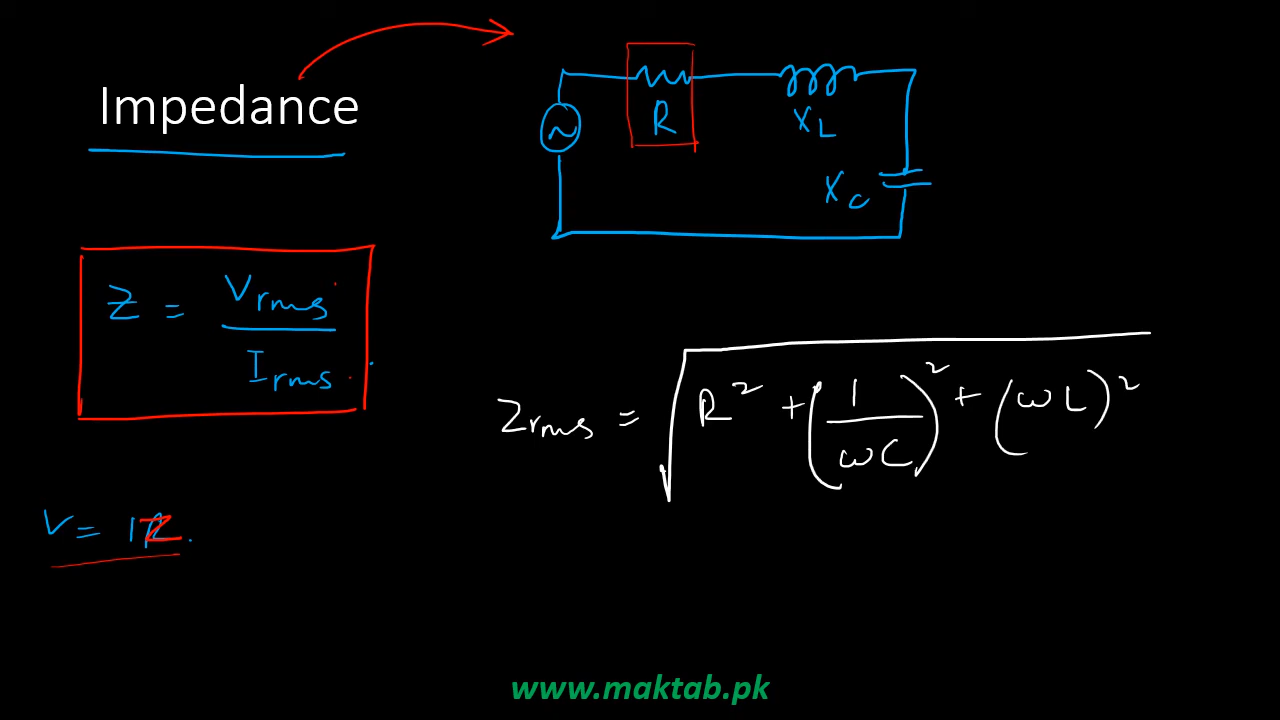 Impedance
R
X_L
X_C
Z = V_rms / I_rms
Z_rms = √(R² + (1/ωC)² + (ωL)²)
V = IZ.
www.maktab.pk